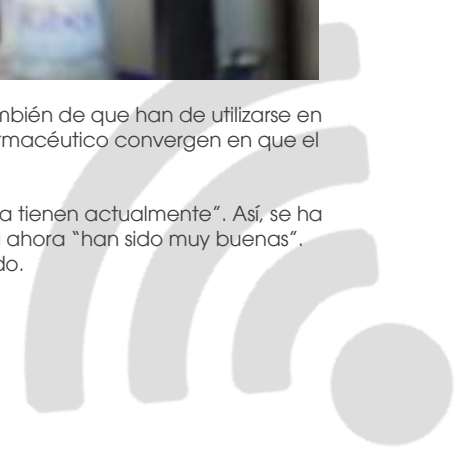 mbién de que han de utilizarse en
rmacéutico convergen en que el
a tienen actualmente”. Así, se ha
ahora “han sido muy buenas”.
do.